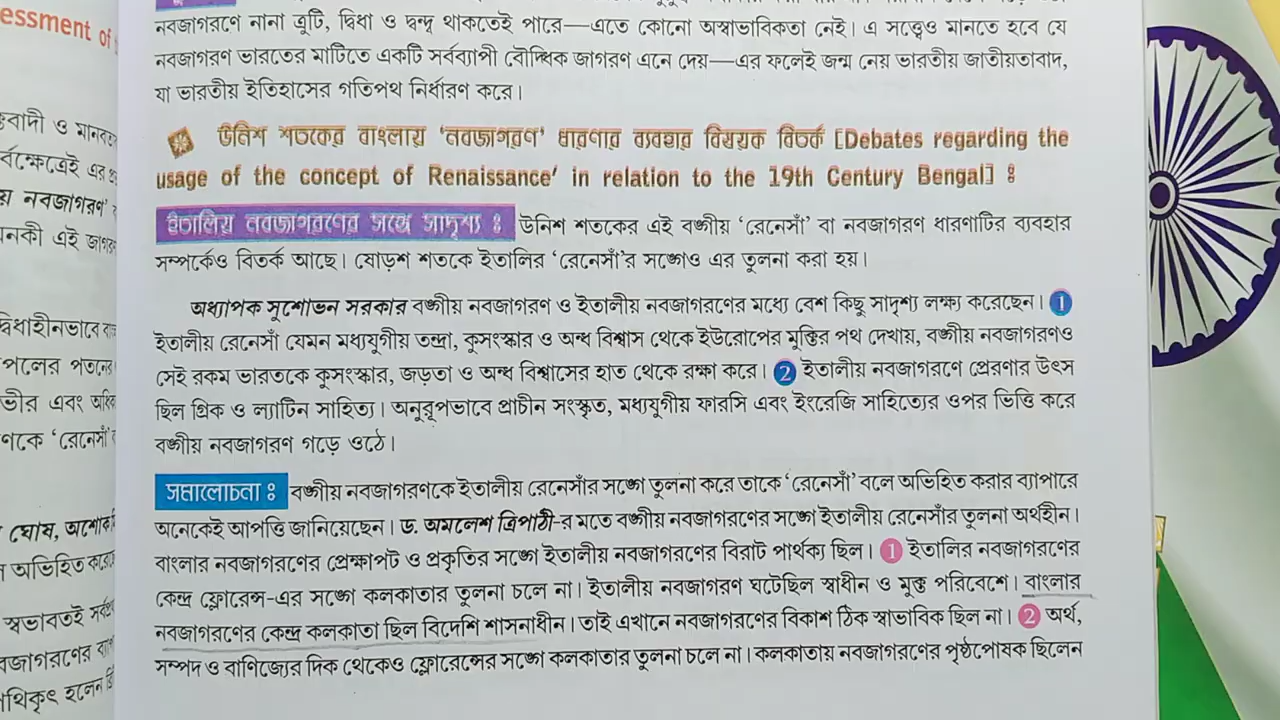 essment of
নবজাগরণে নানা ত্রুটি, দ্বিধা ও দ্বন্দ্ব থাকতেই পারে—এতে কোনো অস্বাভাবিকতা নেই। এ সত্ত্বেও মানতে হবে যে
নবজাগরণ ভারতের মাটিতে একটি সর্বব্যাপী বৌদ্ধিক জাগরণ এনে দেয়—এর ফলেই জন্ম নেয় ভারতীয় জাতীয়তাবাদ,
যা ভারতীয় ইতিহাসের গতিপথ নির্ধারণ করে।
উনিশ শতকের বাংলায় ‘নবজাগরণ’ ধারণার ব্যবহার বিষয়ক বিতর্ক [Debates regarding the
usage of the concept of Renaissance’ in relation to the 19th Century Bengal] ঃ
ইতালিয় নবজাগরণের সঙ্গে সাদৃশ্য ঃ উনিশ শতকের এই বঙ্গীয় ‘রেনেসাঁ’ বা নবজাগরণ ধারণাটির ব্যবহার
সম্পর্কেও বিতর্ক আছে। ষোড়শ শতকে ইতালির ‘রেনেসাঁ’র সঙ্গেও এর তুলনা করা হয়।
অধ্যাপক সুশোভন সরকার বঙ্গীয় নবজাগরণ ও ইতালীয় নবজাগরণের মধ্যে বেশ কিছু সাদৃশ্য লক্ষ্য করেছেন। 1
ইতালীয় রেনেসাঁ যেমন মধ্যযুগীয় তন্দ্রা, কুসংস্কার ও অন্ধ বিশ্বাস থেকে ইউরোপের মুক্তির পথ দেখায়, বঙ্গীয় নবজাগরণও
সেই রকম ভারতকে কুসংস্কার, জড়তা ও অন্ধ বিশ্বাসের হাত থেকে রক্ষা করে। 2 ইতালীয় নবজাগরণে প্রেরণার উৎস
ছিল গ্রিক ও ল্যাটিন সাহিত্য। অনুরূপভাবে প্রাচীন সংস্কৃত, মধ্যযুগীয় ফারসি এবং ইংরেজি সাহিত্যের ওপর ভিত্তি করে
বঙ্গীয় নবজাগরণ গড়ে ওঠে।
সমালোচনা ঃ বঙ্গীয় নবজাগরণকে ইতালীয় রেনেসাঁর সঙ্গে তুলনা করে তাকে ‘রেনেসাঁ’ বলে অভিহিত করার ব্যাপারে
অনেকেই আপত্তি জানিয়েছেন। ড. অমলেশ ত্রিপাঠী-র মতে বঙ্গীয় নবজাগরণের সঙ্গে ইতালীয় রেনেসাঁর তুলনা অর্থহীন।
বাংলার নবজাগরণের প্রেক্ষাপট ও প্রকৃতির সঙ্গে ইতালীয় নবজাগরণের বিরাট পার্থক্য ছিল। 1 ইতালির নবজাগরণের
কেন্দ্র ফ্লোরেন্স-এর সঙ্গে কলকাতার তুলনা চলে না। ইতালীয় নবজাগরণ ঘটেছিল স্বাধীন ও মুক্ত পরিবেশে। বাংলার
নবজাগরণের কেন্দ্র কলকাতা ছিল বিদেশি শাসনাধীন। তাই এখানে নবজাগরণের বিকাশ ঠিক স্বাভাবিক ছিল না। 2 অর্থ,
সম্পদ ও বাণিজ্যের দিক থেকেও ফ্লোরেন্সের সঙ্গে কলকাতার তুলনা চলে না। কলকাতায় নবজাগরণের পৃষ্ঠপোষক ছিলেন